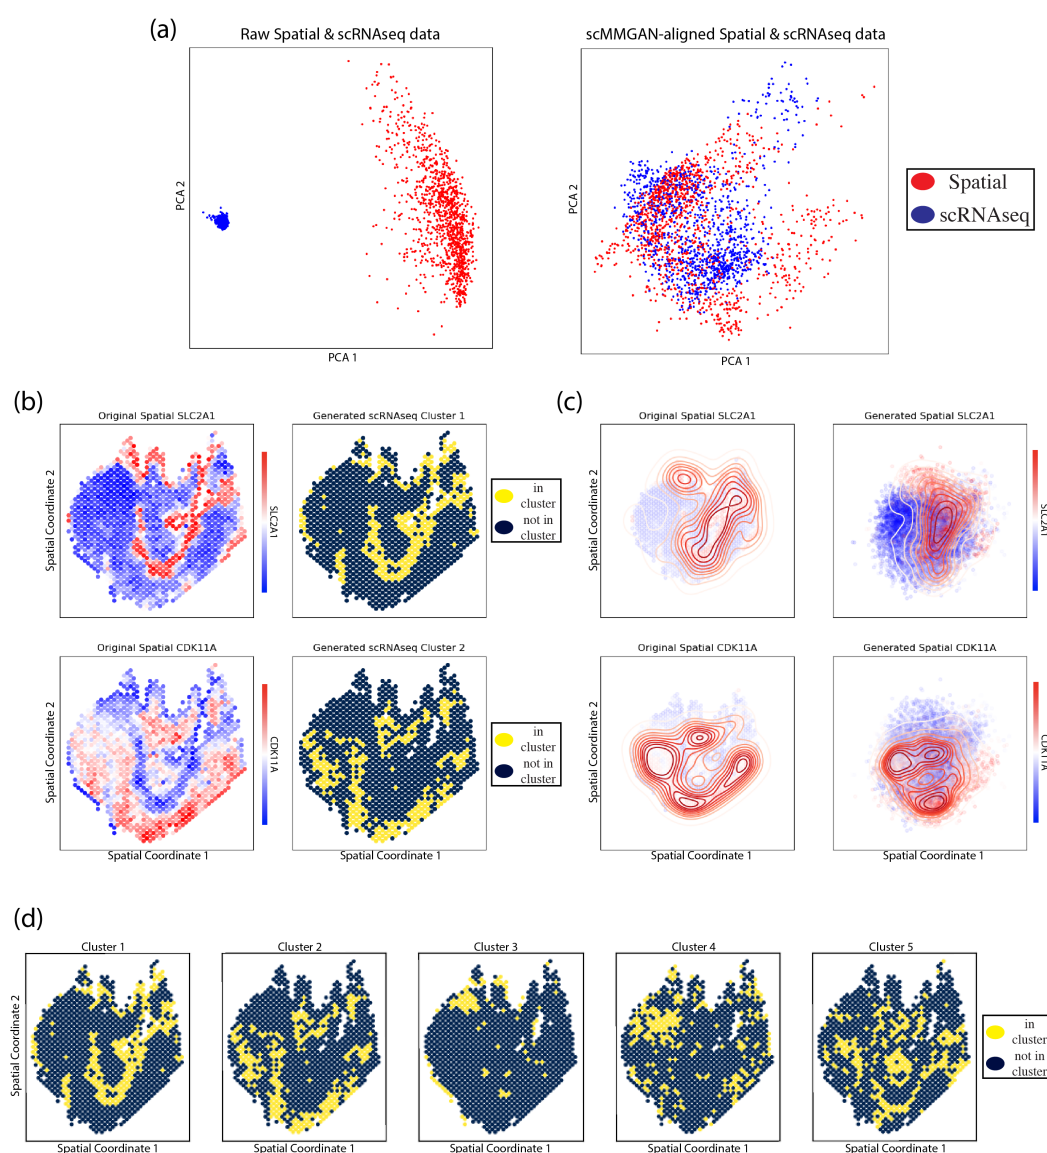 (a)
Raw Spatial & scRNAseq data
scMMGAN-aligned Spatial & scRNAseq data
PCA 2
PCA 1
PCA 2
PCA 1
Spatial
scRNAseq
(b)
Original Spatial SLC2A1
Generated scRNAseq Cluster 1
Spatial Coordinate 2
SLC2A1
in
cluster
not in
cluster
Original Spatial CDK11A
Generated scRNAseq Cluster 2
Spatial Coordinate 2
CDK11A
in
cluster
not in
cluster
Spatial Coordinate 1
Spatial Coordinate 1
(c)
Original Spatial SLC2A1
Generated Spatial SLC2A1
Spatial Coordinate 2
SLC2A1
Original Spatial CDK11A
Generated Spatial CDK11A
Spatial Coordinate 2
CDK11A
Spatial Coordinate 1
Spatial Coordinate 1
(d)
Cluster 1
Cluster 2
Cluster 3
Cluster 4
Cluster 5
Spatial Coordinate 2
in
cluster
not in
cluster
Spatial Coordinate 1
Spatial Coordinate 1
Spatial Coordinate 1
Spatial Coordinate 1
Spatial Coordinate 1